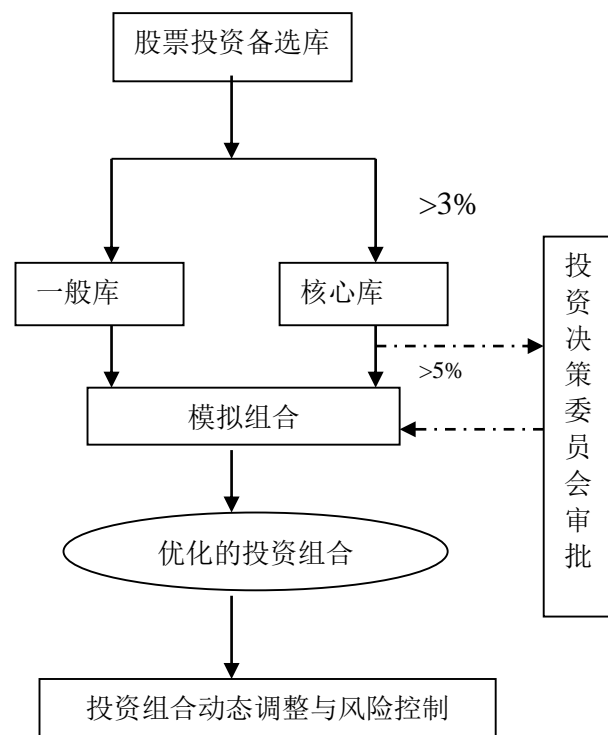 股票投资备选库
>3%
一般库
核心库
>5%
模拟组合
投资决策委员会审批
优化的投资组合
投资组合动态调整与风险控制